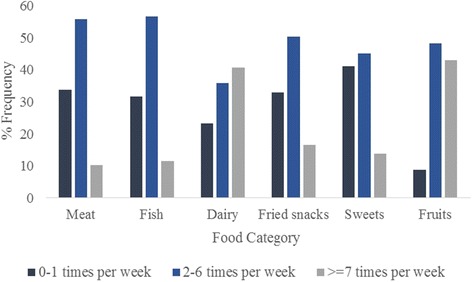 60
50
40
30
20
10
0
% Frequency
Meat Fish Dairy Fried snacks Sweets Fruits
Food Category
0-1 times per week 2-6 times per week >=7 times per week